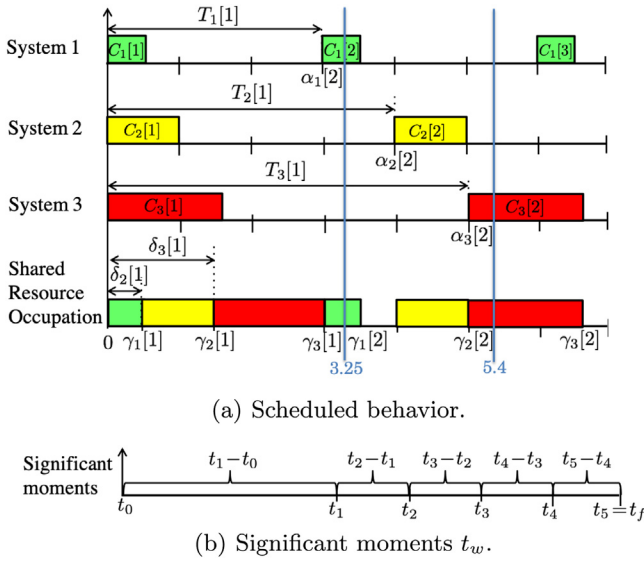 T₁[1]
System 1
C₁[1]
C₁[2]
C₁[3]
α₁[2]
T₂[1]
System 2
C₂[1]
C₂[2]
α₂[2]
T₃[1]
System 3
C₃[1]
C₃[2]
α₃[2]
δ₃[1]
Shared
Resource
Occupation
δ₂[1]
0 γ₁[1] γ₂[1] γ₃[1] γ₁[2] γ₂[2] γ₃[2]
3.25 5.4
(a) Scheduled behavior.
Significant
moments
t₁−t₀ t₂−t₁ t₃−t₂ t₄−t₃ t₅−t₄
t₀ t₁ t₂ t₃ t₄ t₅=t_f
(b) Significant moments t_w.